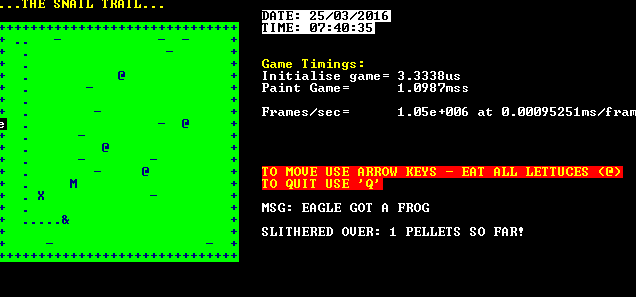 ...THE SNAIL TRAIL...
DATE: 25/03/2016
TIME: 07:40:35
Game Timings:
Initialise game= 3.3338us
Paint Game= 1.0987mss
Frames/sec= 1.05e+006 at 0.00095251ms/fram
TO MOVE USE ARROW KEYS - EAT ALL LETTUCES (@)
TO QUIT USE 'Q'
MSG: EAGLE GOT A FROG
SLITHERED OVER: 1 PELLETS SO FAR!